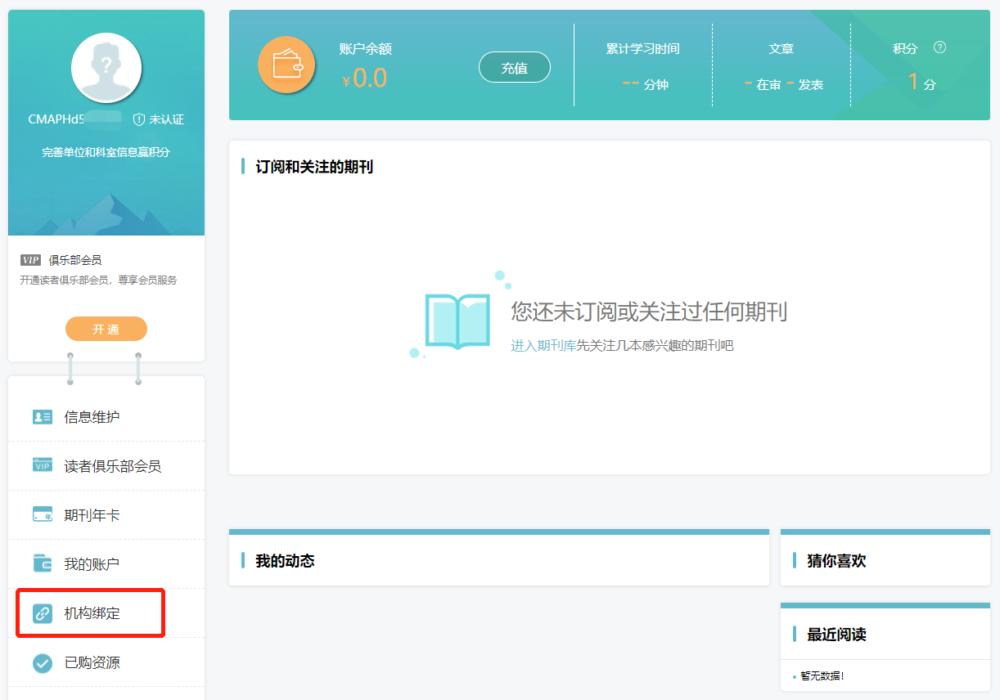 CMAPHd5
未认证
完善单位和科室信息赢积分
VIP 俱乐部会员
开通读者俱乐部会员，尊享会员服务
开通
信息维护
VIP 读者俱乐部会员
年 期刊年卡
我的账户
机构绑定
已购资源
账户余额
¥0.0
充值
累计学习时间
-- 分钟
文章
- 在审 - 发表
积分 ?
1 分
订阅和关注的期刊
您还未订阅或关注过任何期刊
进入期刊库先关注几本感兴趣的期刊吧
我的动态
猜你喜欢
最近阅读
暂无数据!